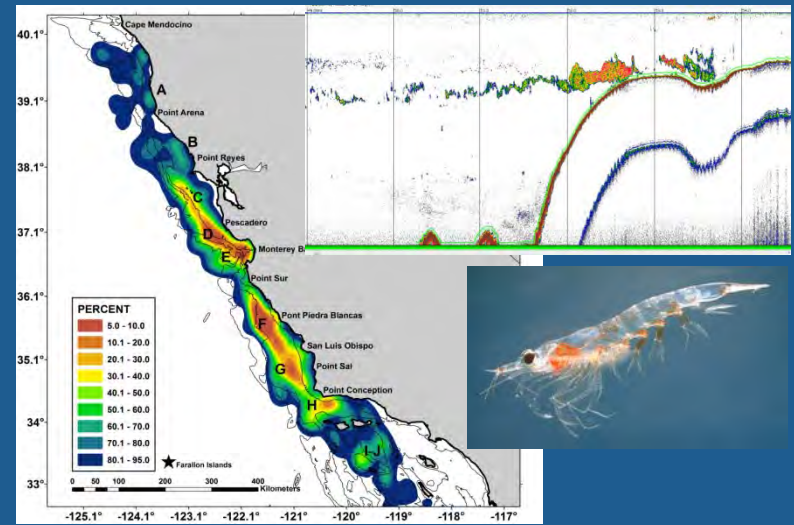 40.1°
39.1°
38.1°
37.1°
36.1°
35.1°
34°
33°
Cape Mendocino
A
Point Arena
B
Point Reyes
C
Pescadero
D
Monterey B
E
Point Sur
F
Pont Piedra Blancas
San Luis Obispo
G
Point Sal
Point Conception
H
I-J
PERCENT
5.0 - 10.0
10.1 - 20.0
20.1 - 30.0
30.1 - 40.0
40.1 - 50.0
50.1 - 60.0
60.1 - 70.0
70.1 - 80.0
80.1 - 95.0
★ Farallon Islands
0 50 100 200 300 400
Kilometers
-125.1° -124.1° -123.1° -122.1° -121° -120° -119° -118° -117°